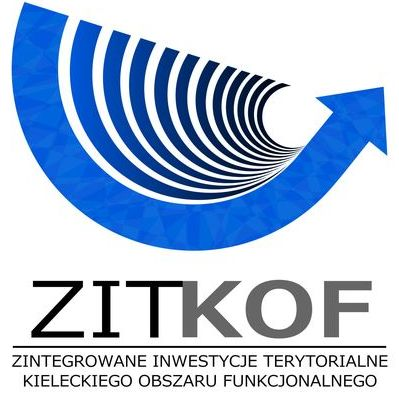 ZITKOF
ZINTEGROWANE INWESTYCJE TERYTORIALNE
KIELECKIEGO OBSZARU FUNKCJONALNEGO